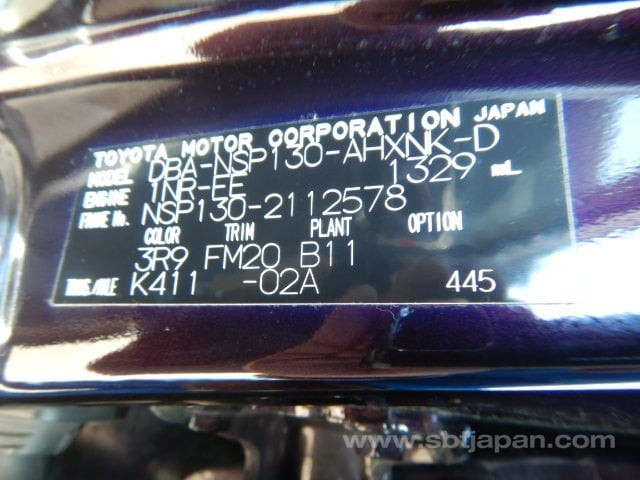 TOYOTA MOTOR CORPORATION JAPAN
MODEL DBA-NSP130-AHXNK-D
ENGINE 1NR-FE 1329 mL
FRAME No. NSP130-2112578
COLOR TRIM PLANT OPTION
3R9 FM20 B11
TRANS./AXLE K411 -02A 445
www.sbtjapan.com